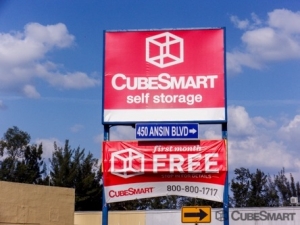 CUBESMART
self storage
450 ANSIN BLVD
first month
FREE
CUBESMART 800-800-1717
CUBESMART